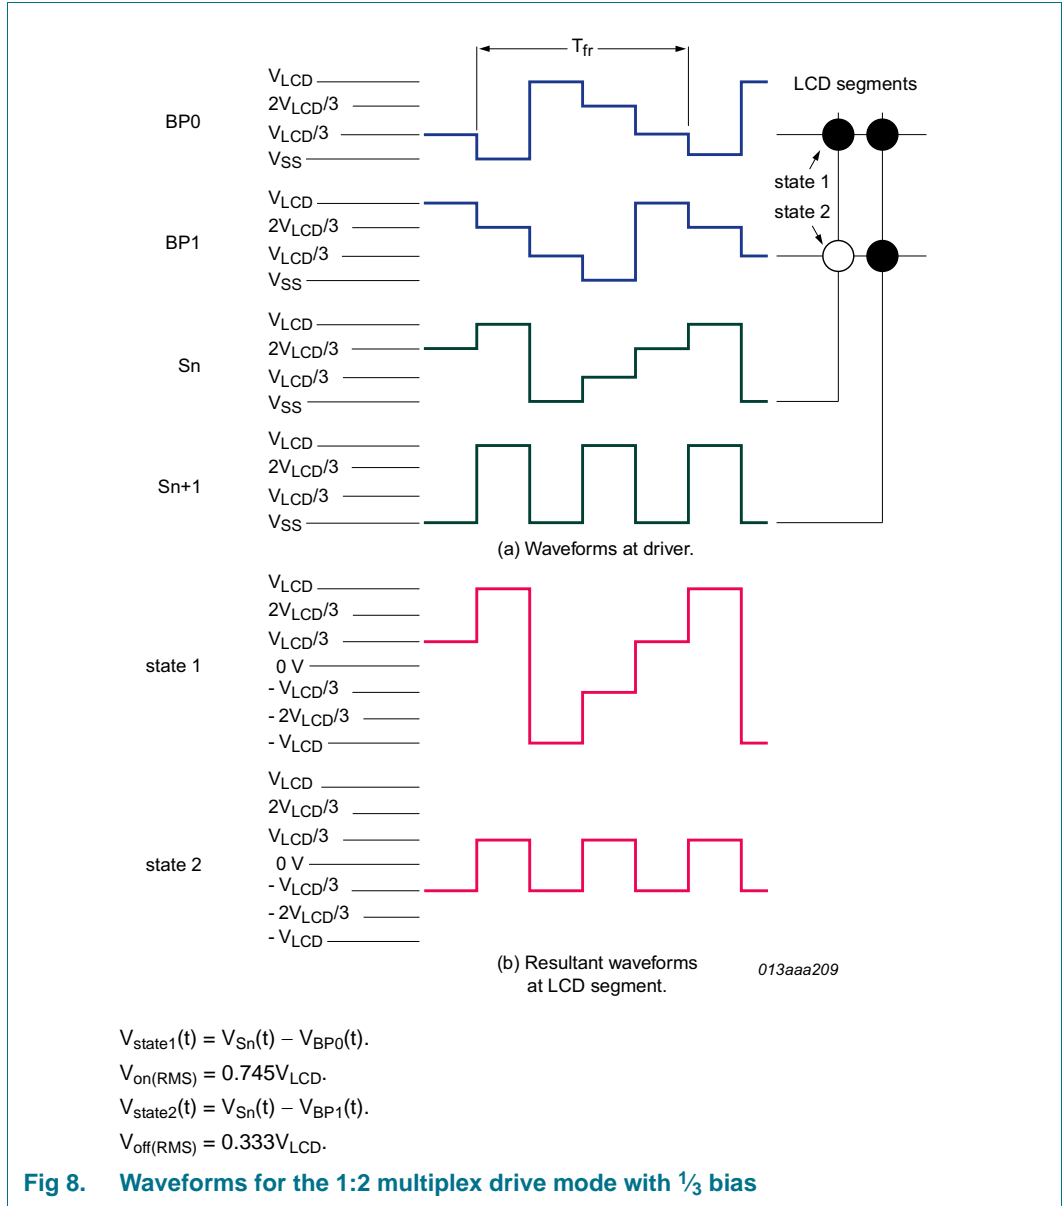 Tfr
BP0
VLCD
2VLCD/3
VLCD/3
VSS
LCD segments
state 1
state 2
BP1
VLCD
2VLCD/3
VLCD/3
VSS
Sn
VLCD
2VLCD/3
VLCD/3
VSS
Sn+1
VLCD
2VLCD/3
VLCD/3
VSS
(a) Waveforms at driver.
state 1
VLCD
2VLCD/3
VLCD/3
0 V
- VLCD/3
- 2VLCD/3
- VLCD
state 2
VLCD
2VLCD/3
VLCD/3
0 V
- VLCD/3
- 2VLCD/3
- VLCD
(b) Resultant waveforms
at LCD segment.
013aaa209
Vstate1(t) = VSn(t) − VBP0(t).
Von(RMS) = 0.745VLCD.
Vstate2(t) = VSn(t) − VBP1(t).
Voff(RMS) = 0.333VLCD.
Fig 8. Waveforms for the 1:2 multiplex drive mode with 1⁄3 bias